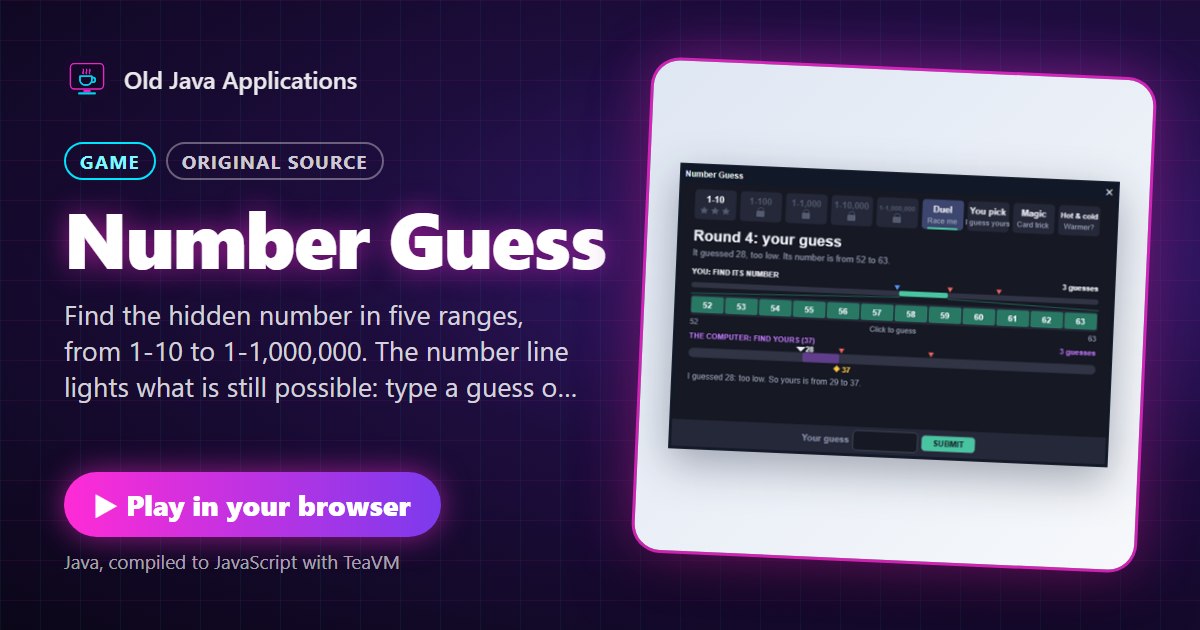 Old Java Applications
GAME
ORIGINAL SOURCE
Number Guess
Find the hidden number in five ranges,
from 1-10 to 1-1,000,000. The number line
lights what is still possible: type a guess o...
▶ Play in your browser
Java, compiled to JavaScript with TeaVM
Number Guess
×
1-10
1-100
1-1,000
1-10,000
1-1,000,000
Duel
Race me
You pick
I guess yours
Magic
Card trick
Hot & cold
Warmer?
Round 4: your guess
It guessed 28, too low. Its number is from 52 to 63.
YOU: FIND ITS NUMBER
3 guesses
52 53 54 55 56 57 58 59 60 61 62 63
52
Click to guess
63
THE COMPUTER: FIND YOURS (37)
3 guesses
28
37
I guessed 28: too low. So yours is from 29 to 37.
Your guess
SUBMIT